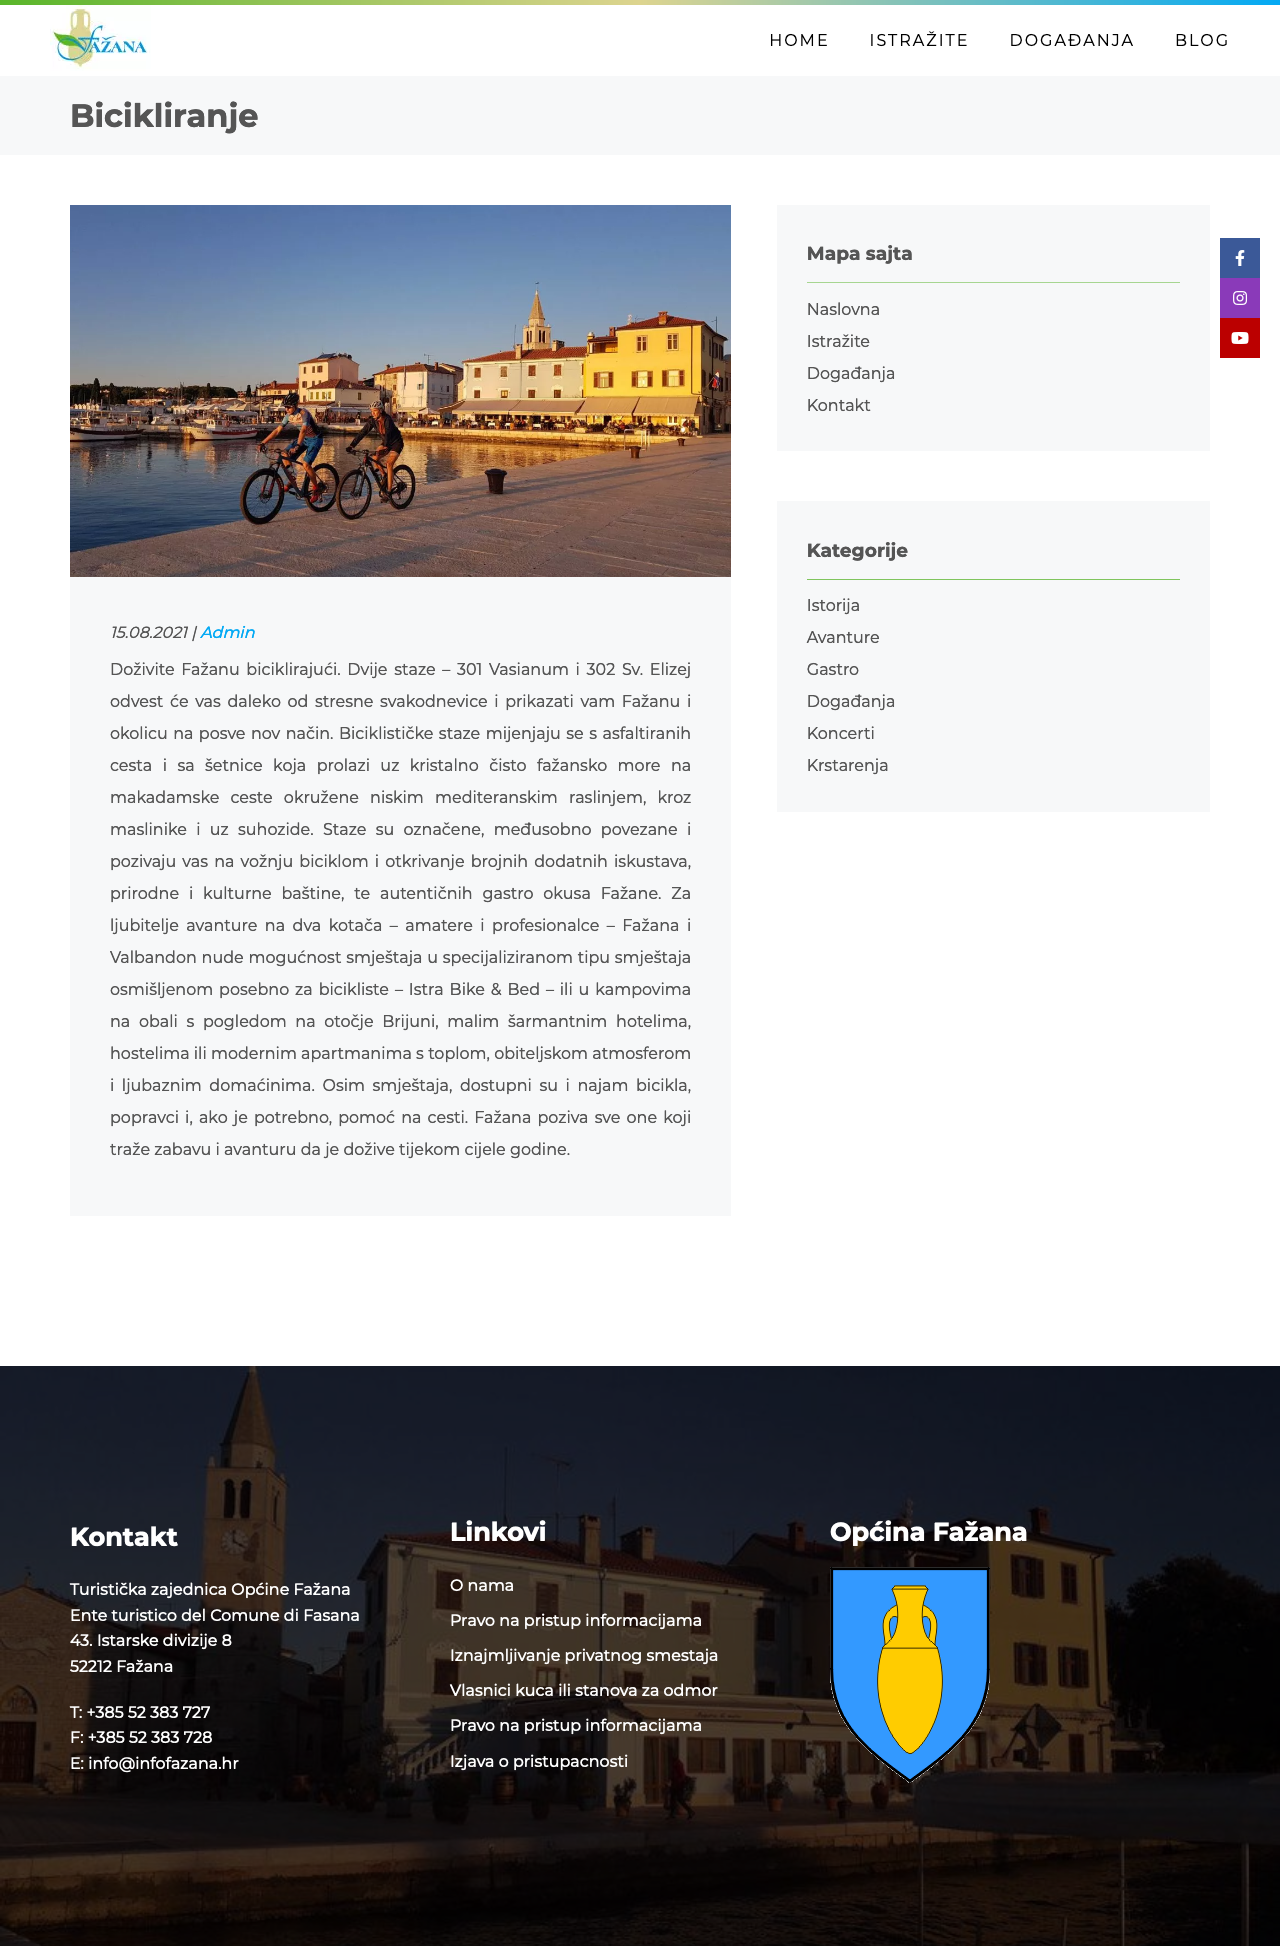 FAŽANA
HOME ISTRAŽITE DOGAĐANJA BLOG
Bicikliranje
15.08.2021 | Admin
Doživite Fažanu biciklirajući. Dvije staze – 301 Vasianum i 302 Sv. Elizej
odvest će vas daleko od stresne svakodnevice i prikazati vam Fažanu i
okolicu na posve nov način. Biciklističke staze mijenjaju se s asfaltiranih
cesta i sa šetnice koja prolazi uz kristalno čisto fažansko more na
makadamske ceste okružene niskim mediteranskim raslinjem, kroz
maslinike i uz suhozide. Staze su označene, međusobno povezane i
pozivaju vas na vožnju biciklom i otkrivanje brojnih dodatnih iskustava,
prirodne i kulturne baštine, te autentičnih gastro okusa Fažane. Za
ljubitelje avanture na dva kotača – amatere i profesionalce – Fažana i
Valbandon nude mogućnost smještaja u specijaliziranom tipu smještaja
osmišljenom posebno za bicikliste – Istra Bike & Bed – ili u kampovima
na obali s pogledom na otočje Brijuni, malim šarmantnim hotelima,
hostelima ili modernim apartmanima s toplom, obiteljskom atmosferom
i ljubaznim domaćinima. Osim smještaja, dostupni su i najam bicikla,
popravci i, ako je potrebno, pomoć na cesti. Fažana poziva sve one koji
traže zabavu i avanturu da je dožive tijekom cijele godine.
Mapa sajta
Naslovna
Istražite
Događanja
Kontakt
Kategorije
Istorija
Avanture
Gastro
Događanja
Koncerti
Krstarenja
Kontakt
Turistička zajednica Općine Fažana
Ente turistico del Comune di Fasana
43. Istarske divizije 8
52212 Fažana
T: +385 52 383 727
F: +385 52 383 728
E: info@infofazana.hr
Linkovi
O nama
Pravo na pristup informacijama
Iznajmljivanje privatnog smestaja
Vlasnici kuca ili stanova za odmor
Pravo na pristup informacijama
Izjava o pristupacnosti
Općina Fažana